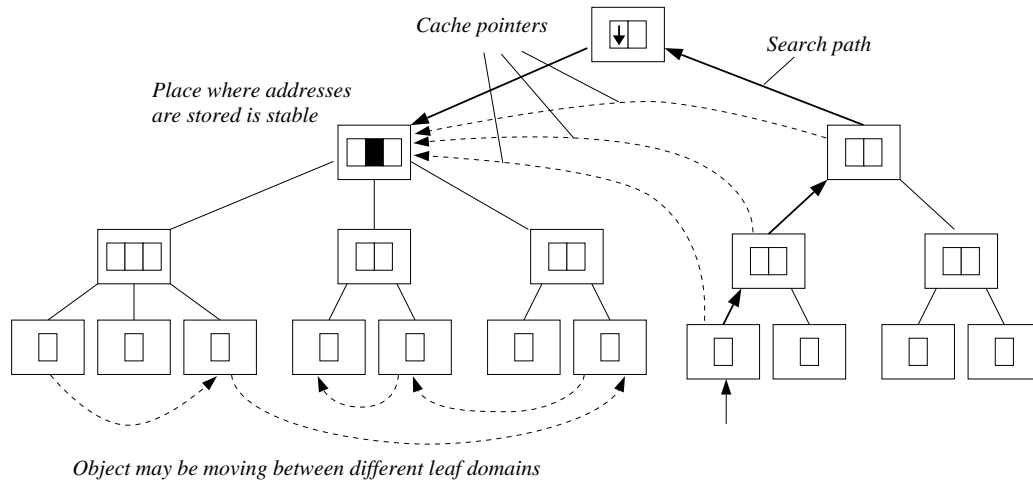 Cache pointers
Search path
Place where addresses
are stored is stable
Object may be moving between different leaf domains